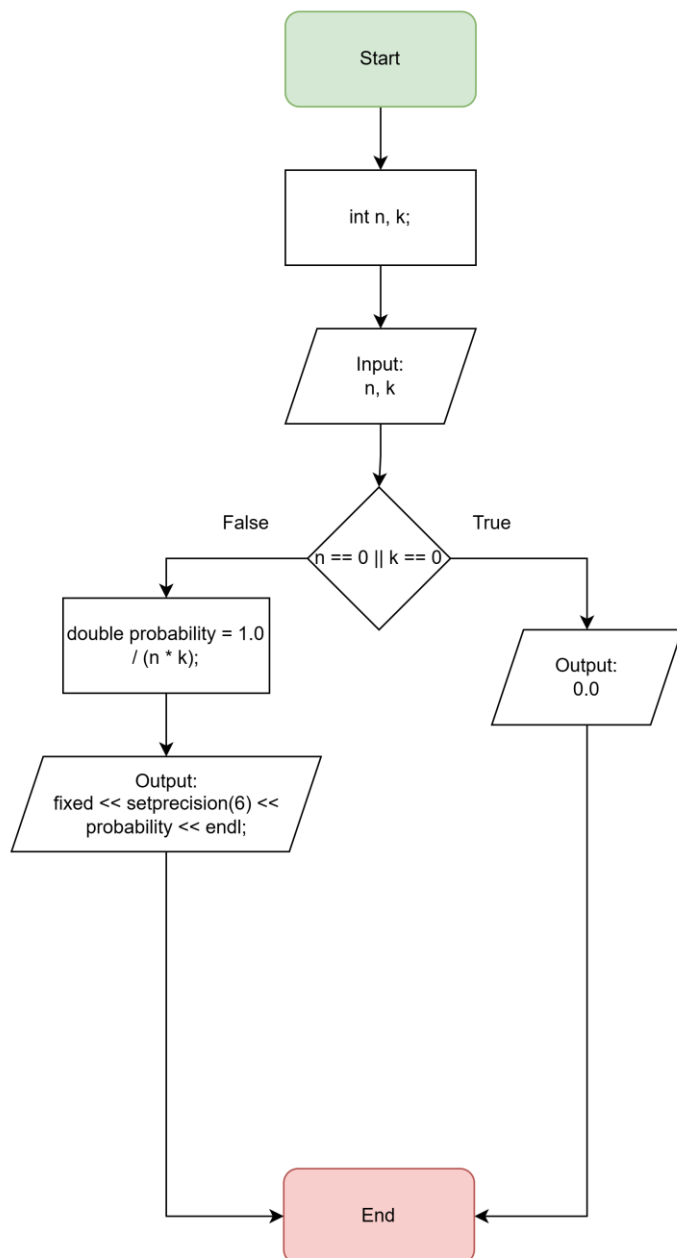 Start
int n, k;
Input:
n, k
False
True
n == 0 || k == 0
double probability = 1.0
/ (n * k);
Output:
0.0
Output:
fixed << setprecision(6) <<
probability << endl;
End